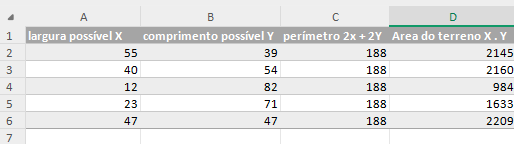 A B C D
1 largura possível X comprimento possível Y perímetro 2x + 2Y Area do terreno X . Y
2 55 39 188 2145
3 40 54 188 2160
4 12 82 188 984
5 23 71 188 1633
6 47 47 188 2209
7